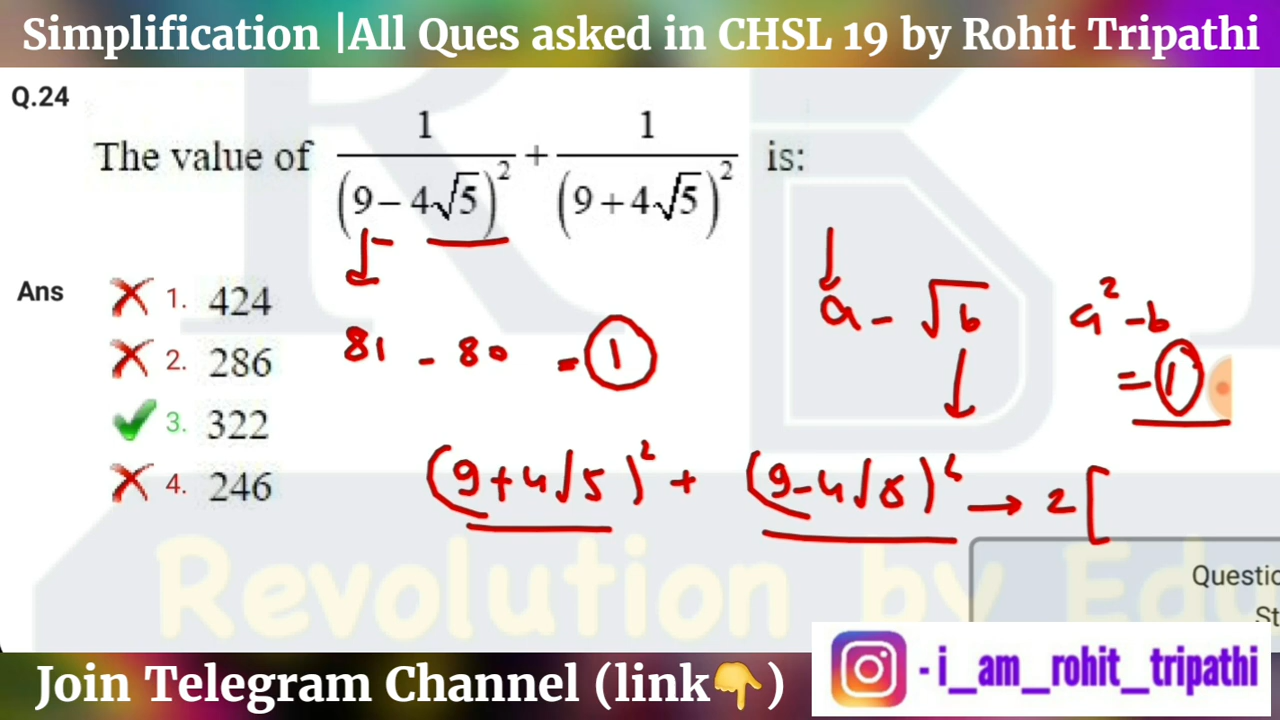 Simplification |All Ques asked in CHSL 19 by Rohit Tripathi
Q.24
The value of 1/(9 − 4√5)² + 1/(9 + 4√5)² is:
Ans
1. 424
2. 286
3. 322
4. 246
81 - 80 = 1
a - √b a² - b
= 1
(9+4√5)² + (9-4√5)² → 2[
Revolution by Edu
Questio
St
Join Telegram Channel (link👇)
- i_am_rohit_tripathi